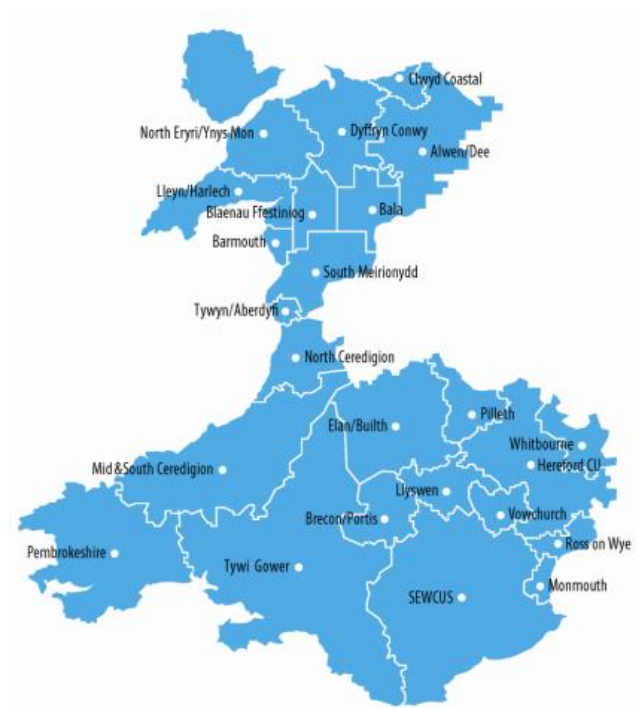 Clwyd Coastal
North Eryri/Ynys Mon
Dyffryn Conwy
Alwen/Dee
Lleyn/Harlech
Blaenau Ffestiniog
Bala
Barmouth
South Meirionydd
Tywyn/Aberdyfi
North Ceredigion
Pilleth
Elan/Builth
Whitbourne
Mid&South Ceredigion
Hereford CU
Llyswen
Brecon/Portis
Vowchurch
Ross on Wye
Pembrokeshire
Tywi Gower
Monmouth
SEWCUS